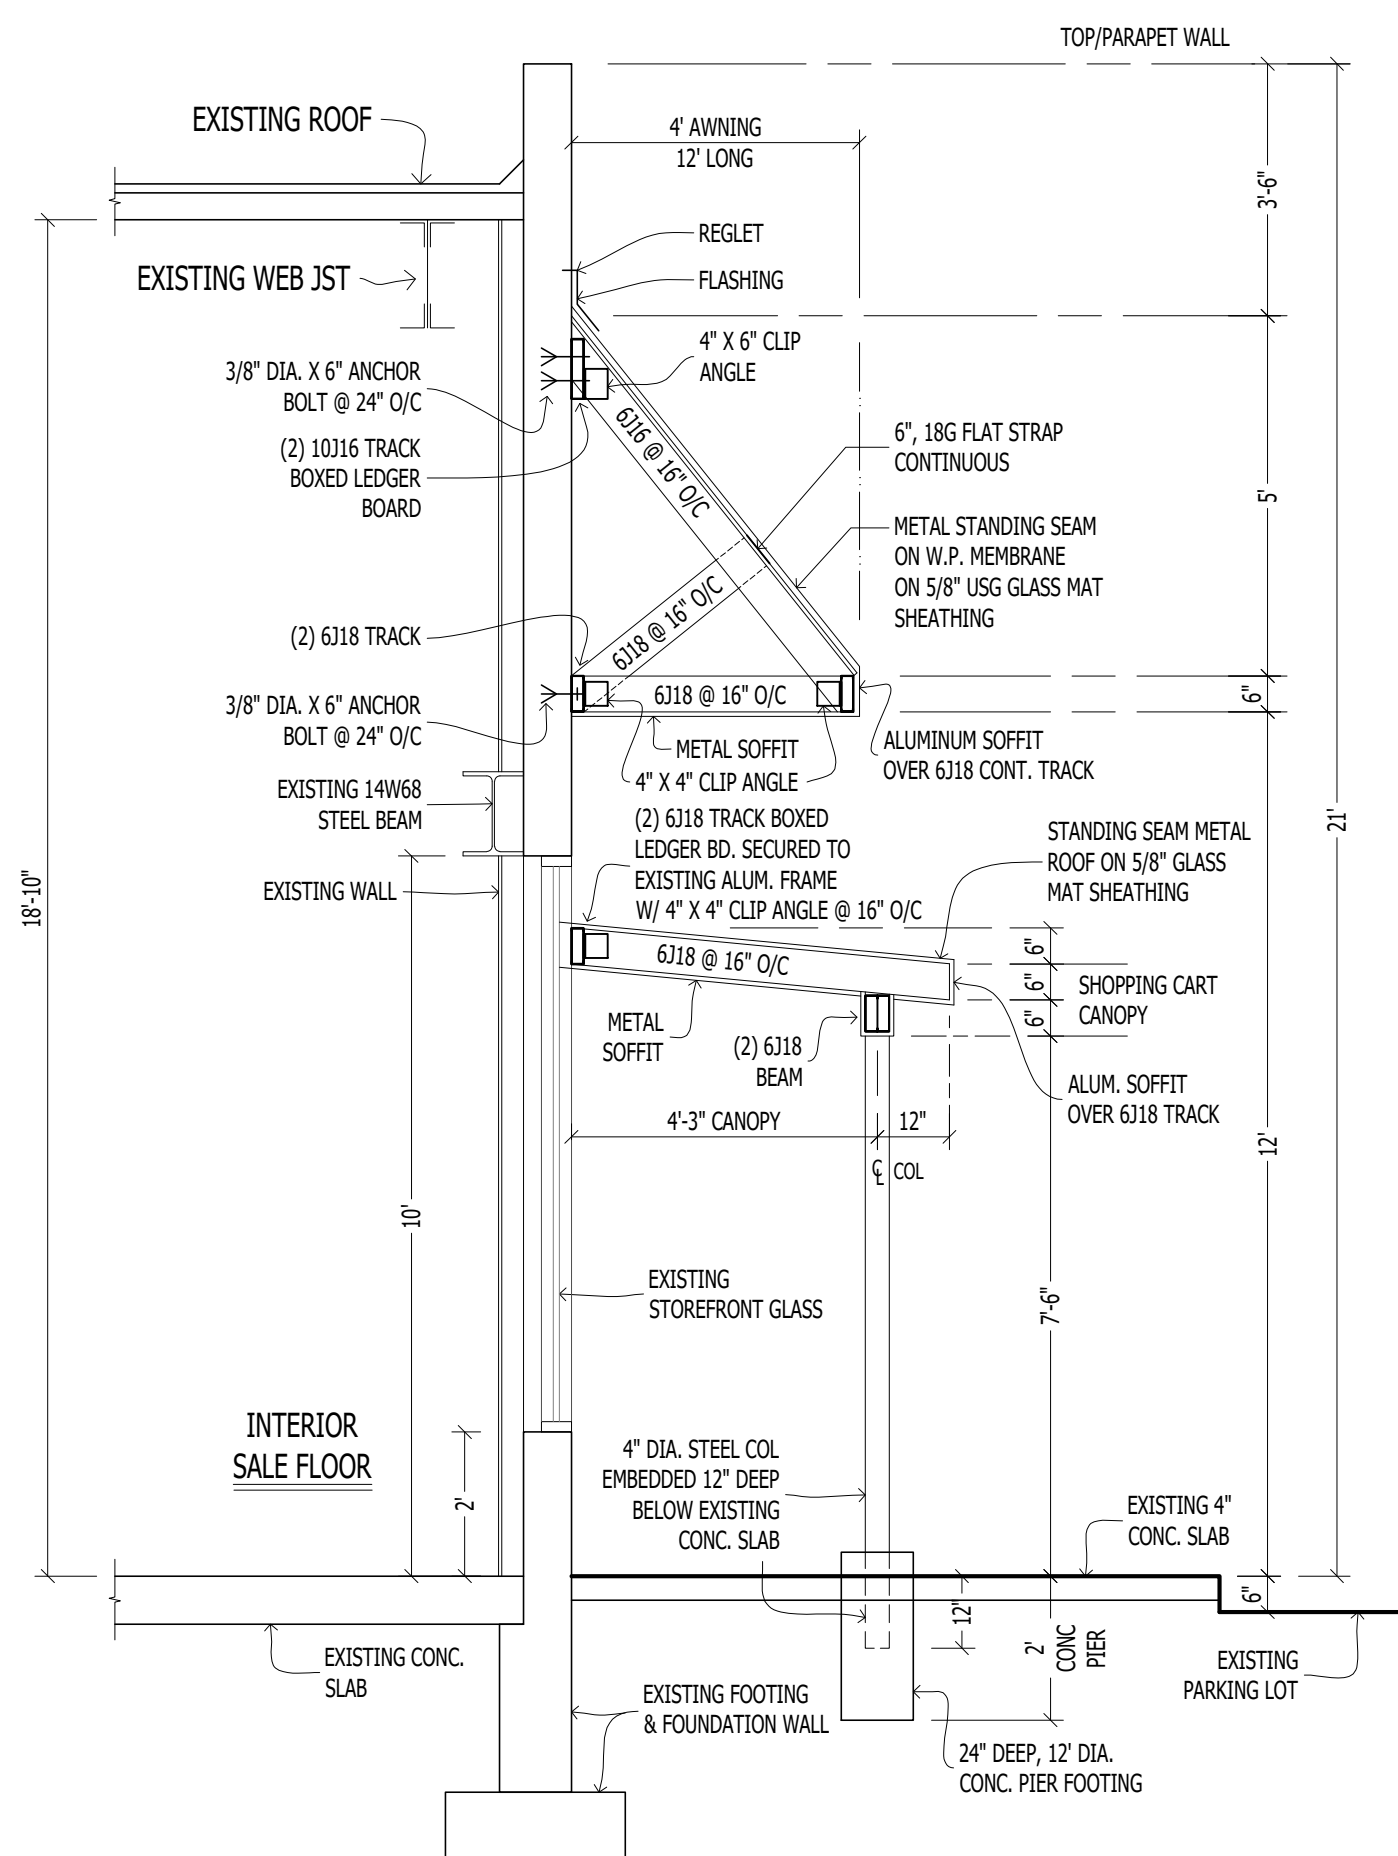 TOP/PARAPET WALL
EXISTING ROOF
4' AWNING
12' LONG
3'-6"
REGLET
EXISTING WEB JST
FLASHING
4" X 6" CLIP
ANGLE
3/8" DIA. X 6" ANCHOR
BOLT @ 24" O/C
(2) 10J16 TRACK
BOXED LEDGER
BOARD
6J16 @ 16" O/C
6", 18G FLAT STRAP
CONTINUOUS
5'
METAL STANDING SEAM
ON W.P. MEMBRANE
ON 5/8" USG GLASS MAT
SHEATHING
6J18 @ 16" O/C
(2) 6J18 TRACK
6J18 @ 16" O/C
6"
3/8" DIA. X 6" ANCHOR
BOLT @ 24" O/C
METAL SOFFIT
4" X 4" CLIP ANGLE
ALUMINUM SOFFIT
OVER 6J18 CONT. TRACK
EXISTING 14W68
STEEL BEAM
21'
(2) 6J18 TRACK BOXED
LEDGER BD. SECURED TO
EXISTING ALUM. FRAME
W/ 4" X 4" CLIP ANGLE @ 16" O/C
STANDING SEAM METAL
ROOF ON 5/8" GLASS
MAT SHEATHING
18'-10"
EXISTING WALL
6J18 @ 16" O/C
6"
6"
6"
SHOPPING CART
CANOPY
METAL
SOFFIT
(2) 6J18
BEAM
ALUM. SOFFIT
OVER 6J18 TRACK
4'-3" CANOPY
12"
12'
CL COL
10'
EXISTING
STOREFRONT GLASS
7'-6"
INTERIOR
SALE FLOOR
2'
4" DIA. STEEL COL
EMBEDDED 12" DEEP
BELOW EXISTING
CONC. SLAB
EXISTING 4"
CONC. SLAB
6"
12"
2'
CONC
PIER
EXISTING CONC.
SLAB
EXISTING
PARKING LOT
EXISTING FOOTING
& FOUNDATION WALL
24" DEEP, 12' DIA.
CONC. PIER FOOTING